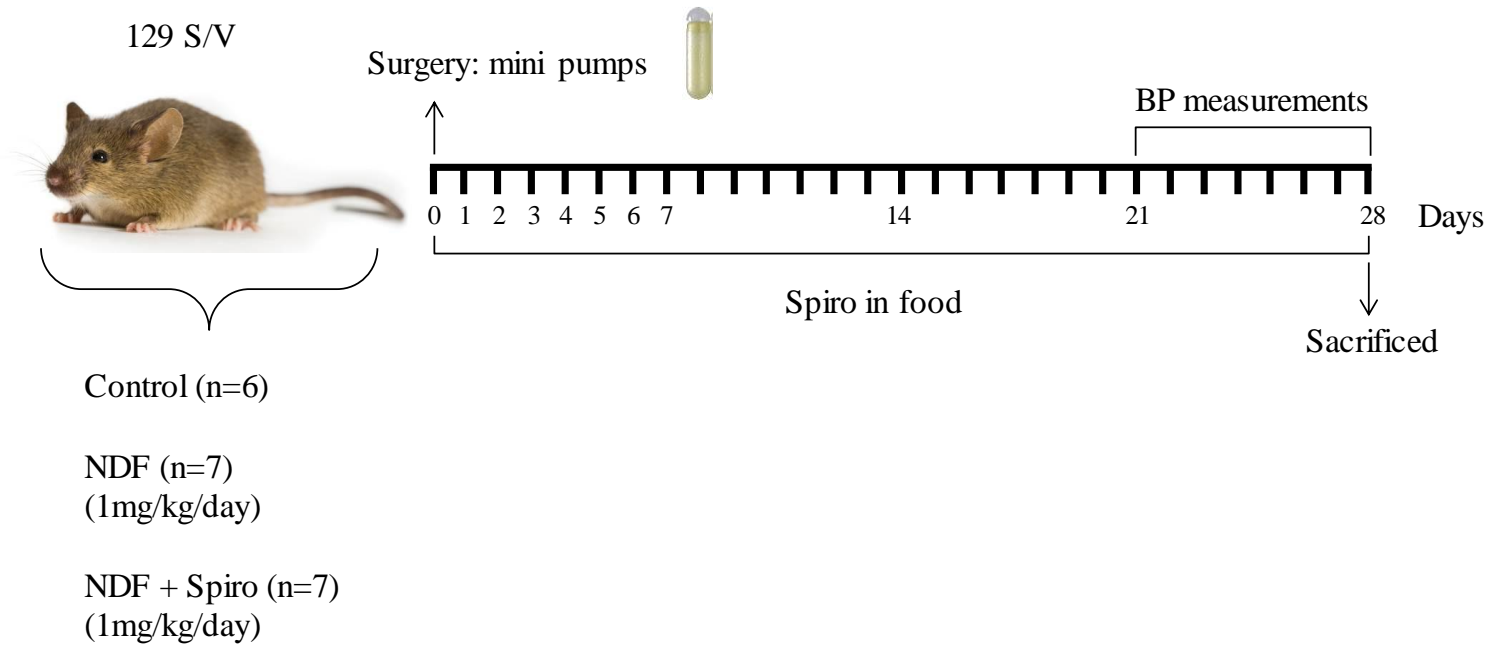 129 S/V
Surgery: mini pumps
BP measurements
0 1 2 3 4 5 6 7 14 21 28 Days
Spiro in food
Sacrificed
Control (n=6)
NDF (n=7)
(1mg/kg/day)
NDF + Spiro (n=7)
(1mg/kg/day)